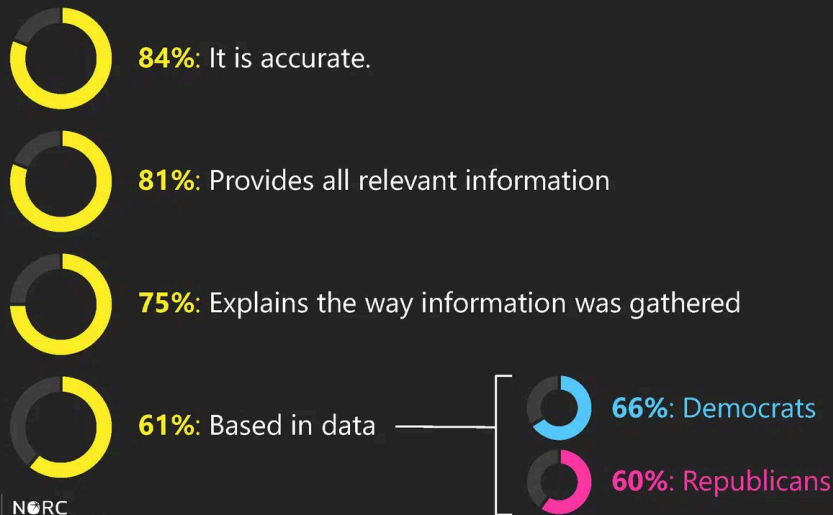 84%: It is accurate.
81%: Provides all relevant information
75%: Explains the way information was gathered
61%: Based in data
66%: Democrats
60%: Republicans
NORC